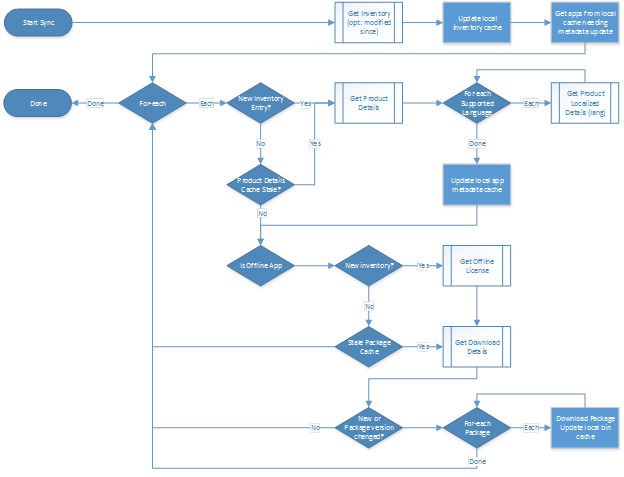 Start Sync
Get Inventory
(opt: modified
since)
Update local
inventory cache
Get apps from local
cache needing
metadata update
Done
Done
For-each
Each
New Inventory
Entry?
Yes
Get Product
Details
For each
Supported
Language
Each
Get Product
Localized
Details (lang)
No
Yes
Done
Product Details
Cache Stale?
Update local app
metadata cache
No
Is Offline App
New inventory?
Yes
Get Offline
License
No
Stale Package
Cache
Yes
Get Download
Details
No
New or
Package version
changed?
For-each
Package
Each
Download Package
Update local bin
cache
Done